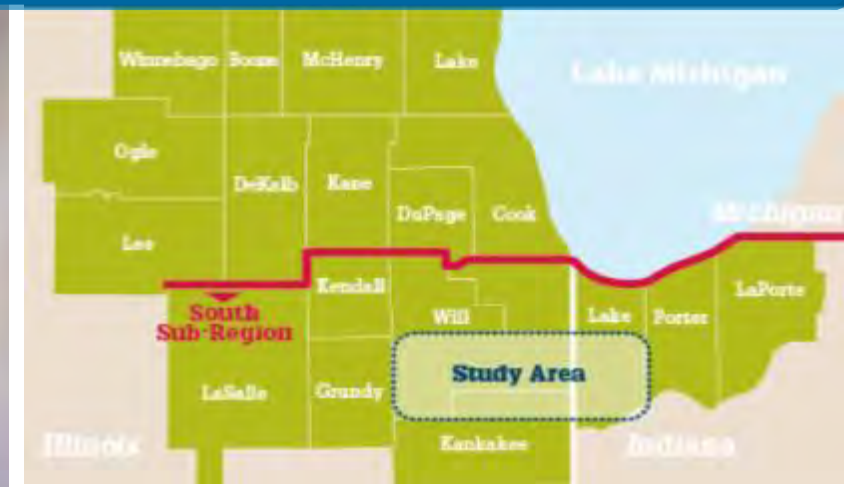 Winnebago Boone McHenry Lake
Lake Michigan
Ogle
DeKalb Kane
DuPage Cook
Michigan
Lee
Kendall
LaPorte
South
Sub-Region
Will
Lake Porter
Study Area
LaSalle Grundy
Kankakee
Illinois
Indiana